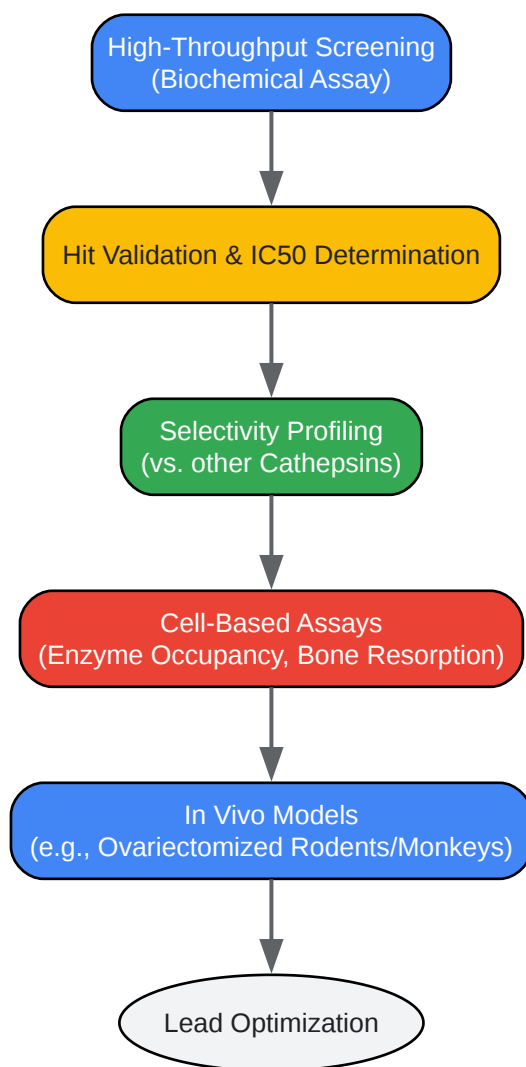 High-Throughput Screening
(Biochemical Assay)
Hit Validation & IC50 Determination
Selectivity Profiling
(vs. other Cathepsins)
Cell-Based Assays
(Enzyme Occupancy, Bone Resorption)
In Vivo Models
(e.g., Ovariectomized Rodents/Monkeys)
Lead Optimization